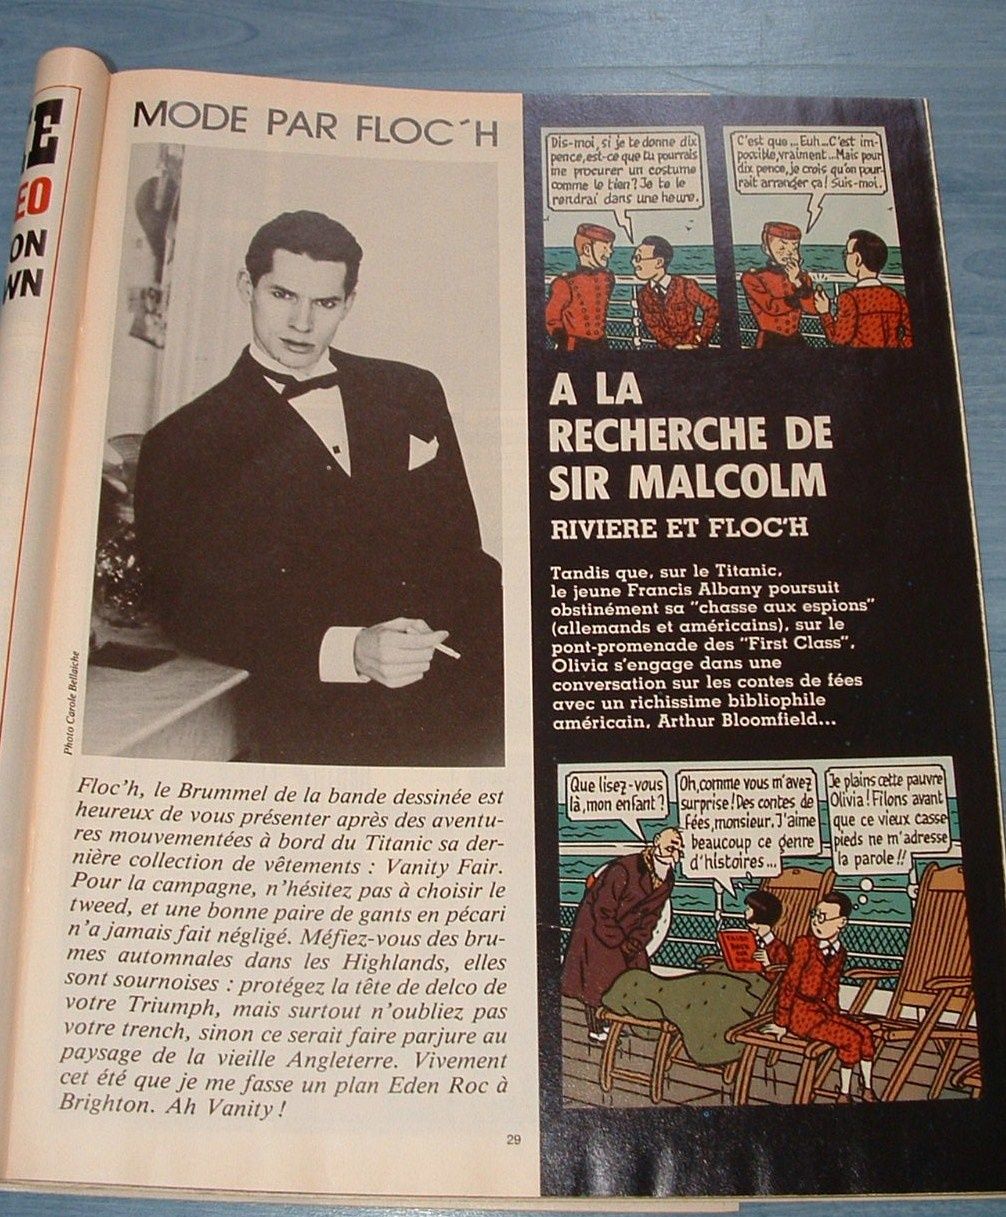 E
EO
ON
WN
MODE PAR FLOC´H
Photo Carole Bellaiche
Floc'h, le Brummel de la bande dessinée est
heureux de vous présenter après des aventu-
res mouvementées à bord du Titanic sa der-
nière collection de vêtements : Vanity Fair.
Pour la campagne, n'hésitez pas à choisir le
tweed, et une bonne paire de gants en pécari
n'a jamais fait négligé. Méfiez-vous des bru-
mes automnales dans les Highlands, elles
sont sournoises : protégez la tête de delco de
votre Triumph, mais surtout n'oubliez pas
votre trench, sinon ce serait faire parjure au
paysage de la vieille Angleterre. Vivement
cet été que je me fasse un plan Eden Roc à
Brighton. Ah Vanity !
29
Dis-moi, si je te donne dix
pence, est-ce que tu pourrais
me procurer un costume
comme le tien? Je te le
rendrai dans une heure.
C'est que... Euh... C'est im-
possible, vraiment... Mais pour
dix pence, je crois qu'on pour-
rait arranger ça! Suis-moi.
A LA
RECHERCHE DE
SIR MALCOLM
RIVIERE ET FLOC'H
Tandis que, sur le Titanic,
le jeune Francis Albany poursuit
obstinément sa "chasse aux espions"
(allemands et américains), sur le
pont-promenade des "First Class",
Olivia s'engage dans une
conversation sur les contes de fées
avec un richissime bibliophile
américain, Arthur Bloomfield...
Que lisez-vous
là, mon enfant?
Oh, comme vous m'avez
surprise! Des contes de
fées, monsieur. J'aime
beaucoup ce genre
d'histoires...
Je plains cette pauvre
Olivia! Filons avant
que ce vieux casse-
pieds ne m'adresse
la parole!!